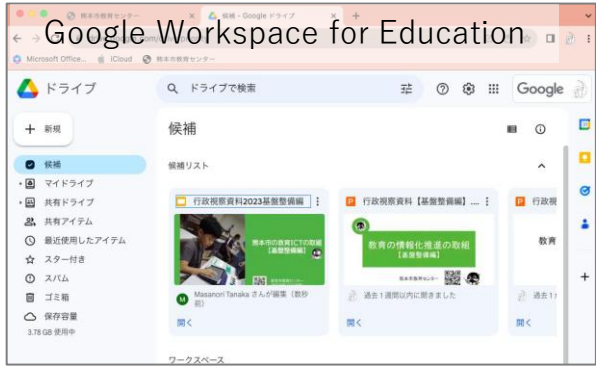 熊本市教育センター
候補 - Google ドライブ
Google Workspace for Education
Microsoft Office...
iCloud
熊本市教育センター
ドライブ
ドライブで検索
Google
新規
候補
候補
マイドライブ
共有ドライブ
共有アイテム
最近使用したアイテム
スター付き
スパム
ゴミ箱
保存容量
3.78 GB 使用中
候補リスト
行政視察資料2023基盤整備編
熊本市の教育ICTの取組
【基盤整備編】
M
Masanori Tanaka さんが編集（数秒
前）
開く
行政視察資料【基盤整備編】...
教育の情報化推進の取組
【基盤整備編】
熊本市教育センター
過去 1 週間以内に開きました
開く
行政視
教育
過去 1
開く
ワークスペース